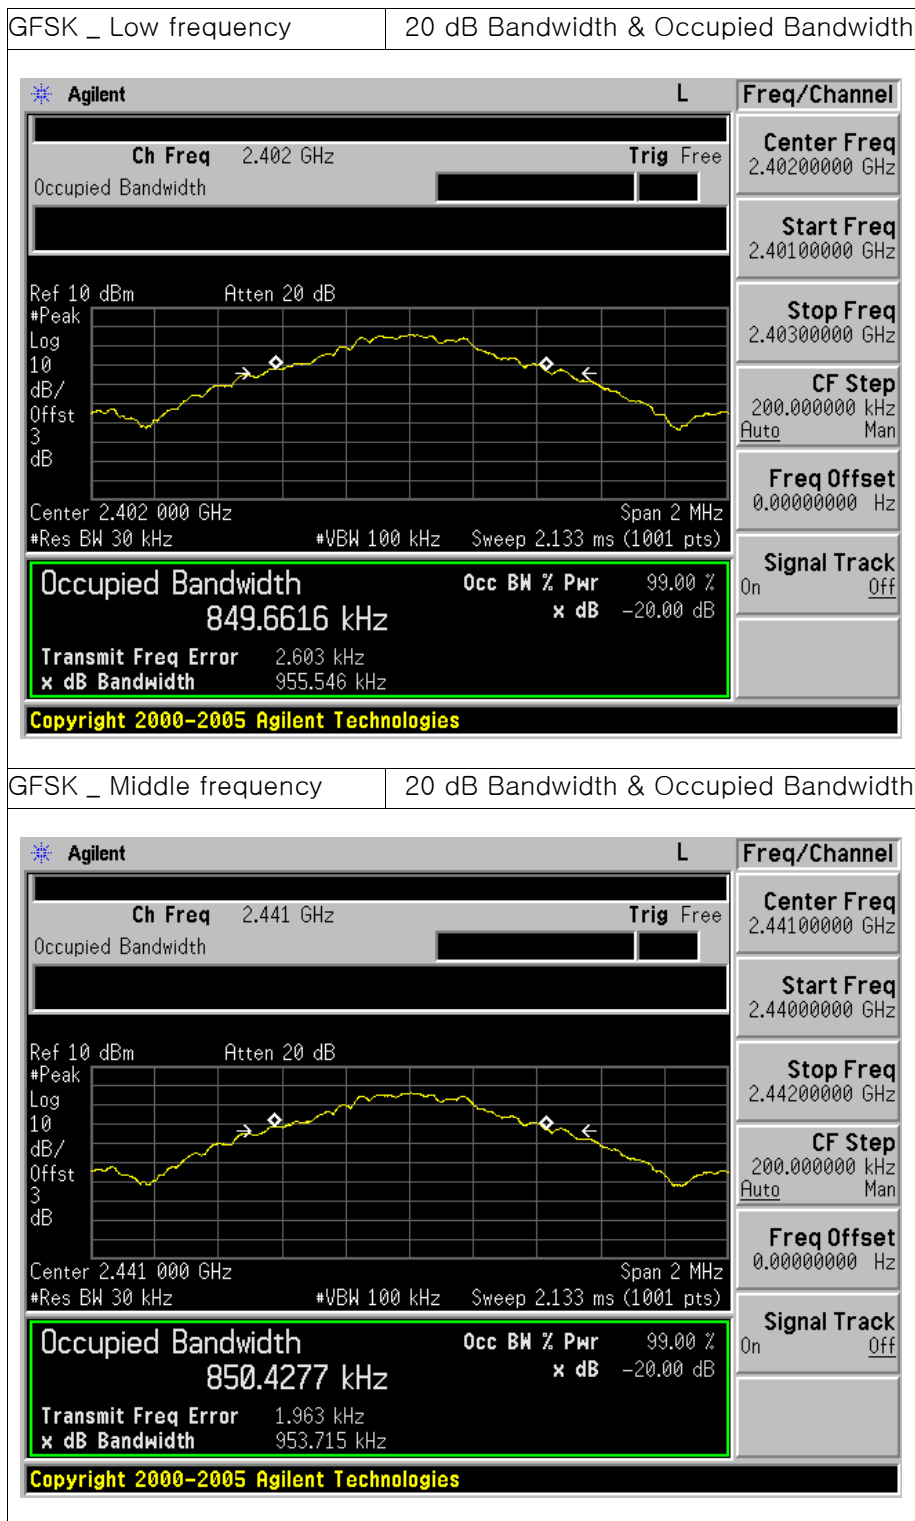 GFSK _ Low frequency 20 dB Bandwidth & Occupied Bandwidth
Agilent L Freq/Channel
Ch Freq 2.402 GHz Trig Free
Occupied Bandwidth
Center Freq
2.40200000 GHz
Start Freq
2.40100000 GHz
Stop Freq
2.40300000 GHz
CF Step
200.000000 kHz
Auto Man
Freq Offset
0.00000000 Hz
Signal Track
On Off
Ref 10 dBm Atten 20 dB
#Peak
Log
10
dB/
Offst
3
dB
Center 2.402 000 GHz Span 2 MHz
#Res BW 30 kHz #VBW 100 kHz Sweep 2.133 ms (1001 pts)
Occupied Bandwidth Occ BW % Pwr 99.00 %
849.6616 kHz x dB -20.00 dB
Transmit Freq Error 2.603 kHz
x dB Bandwidth 955.546 kHz
Copyright 2000-2005 Agilent Technologies
GFSK _ Middle frequency 20 dB Bandwidth & Occupied Bandwidth
Agilent L Freq/Channel
Ch Freq 2.441 GHz Trig Free
Occupied Bandwidth
Center Freq
2.44100000 GHz
Start Freq
2.44000000 GHz
Stop Freq
2.44200000 GHz
CF Step
200.000000 kHz
Auto Man
Freq Offset
0.00000000 Hz
Signal Track
On Off
Ref 10 dBm Atten 20 dB
#Peak
Log
10
dB/
Offst
3
dB
Center 2.441 000 GHz Span 2 MHz
#Res BW 30 kHz #VBW 100 kHz Sweep 2.133 ms (1001 pts)
Occupied Bandwidth Occ BW % Pwr 99.00 %
850.4277 kHz x dB -20.00 dB
Transmit Freq Error 1.963 kHz
x dB Bandwidth 953.715 kHz
Copyright 2000-2005 Agilent Technologies